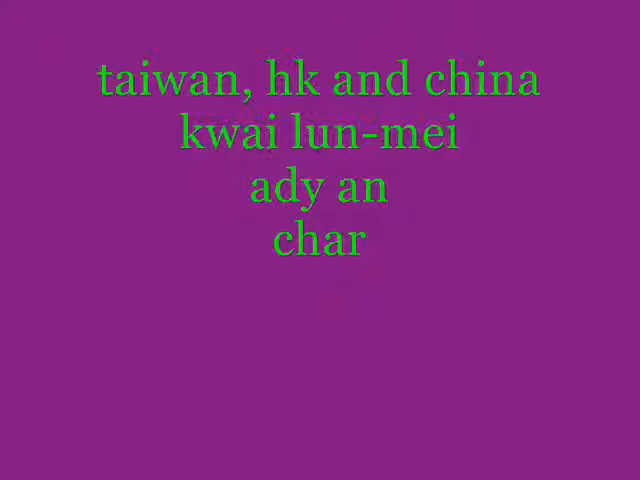 taiwan, hk and china
kwai lun-mei
ady an
char